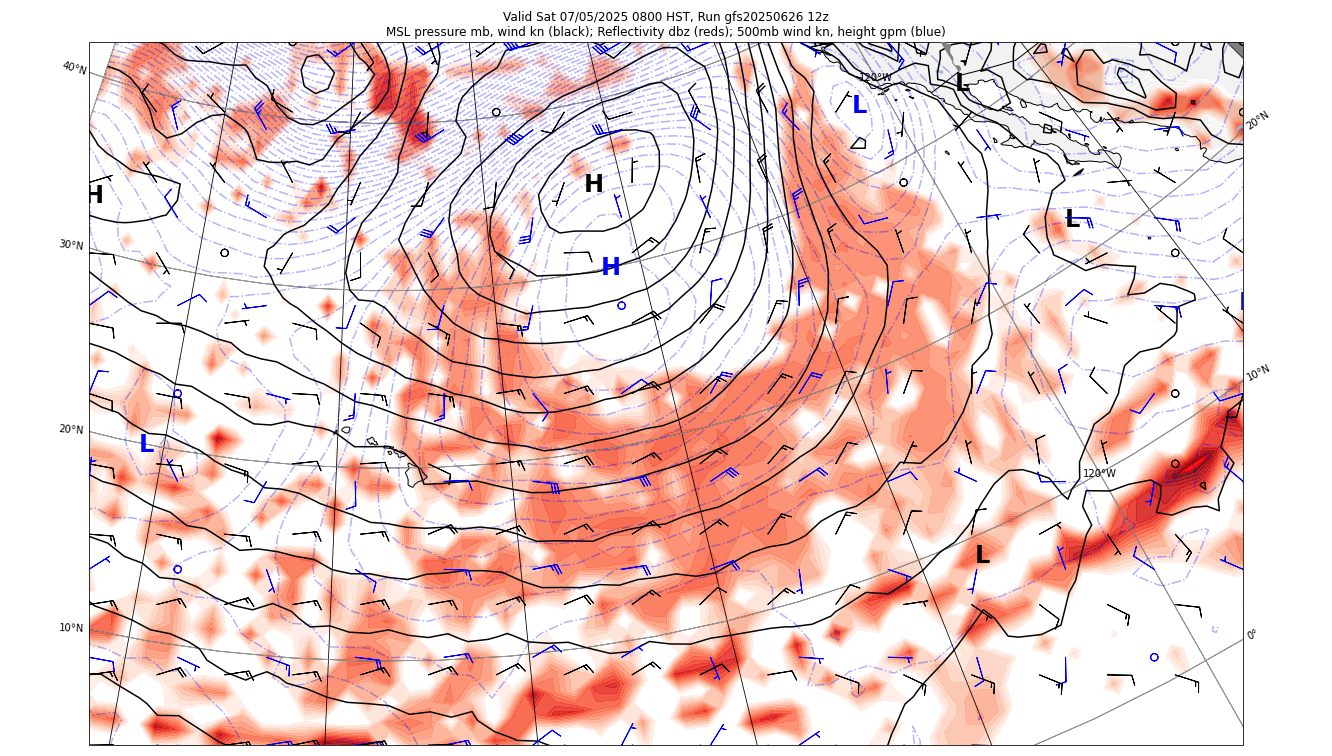 Valid Sat 07/05/2025 0800 HST, Run gfs20250626 12z
MSL pressure mb, wind kn (black); Reflectivity dbz (reds); 500mb wind kn, height gpm (blue)
40°N
120°W
L
L
20°N
H
H
L
30°N
H
10°N
20°N
L
120°W
L
10°N
0°